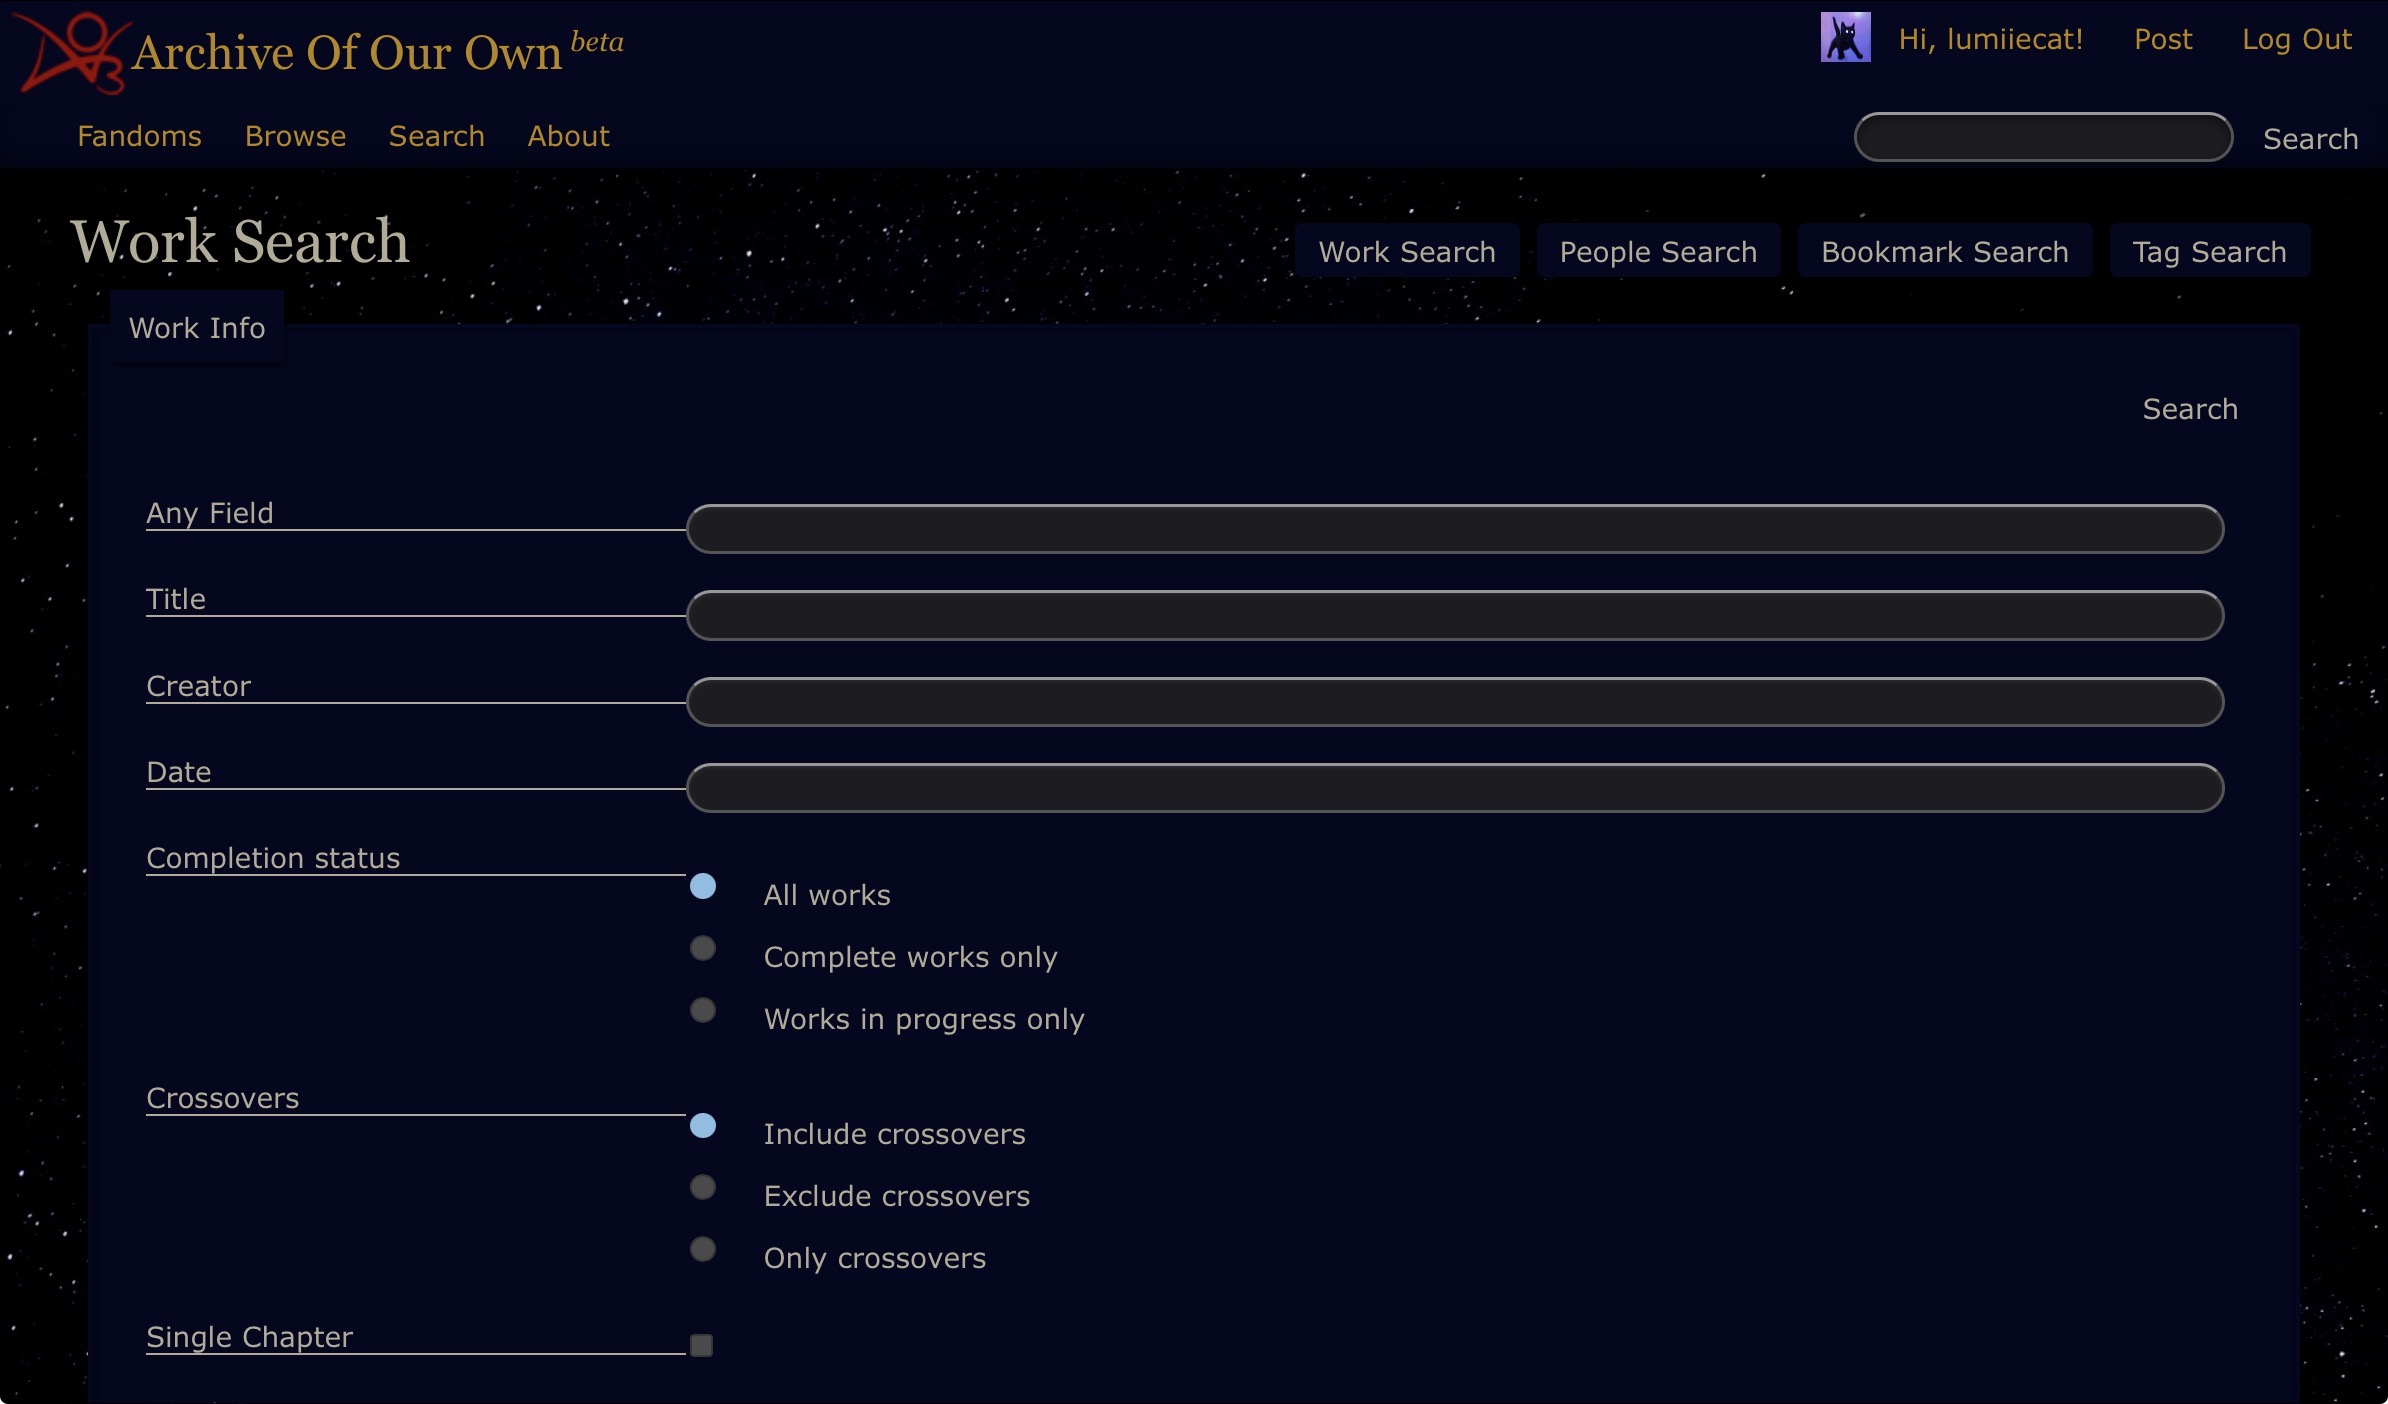 Archive Of Our Own beta
Hi, lumiiecat! Post Log Out
Fandoms Browse Search About
Search
Work Search
Work Search People Search Bookmark Search Tag Search
Work Info
Search
Any Field
Title
Creator
Date
Completion status
All works
Complete works only
Works in progress only
Crossovers
Include crossovers
Exclude crossovers
Only crossovers
Single Chapter